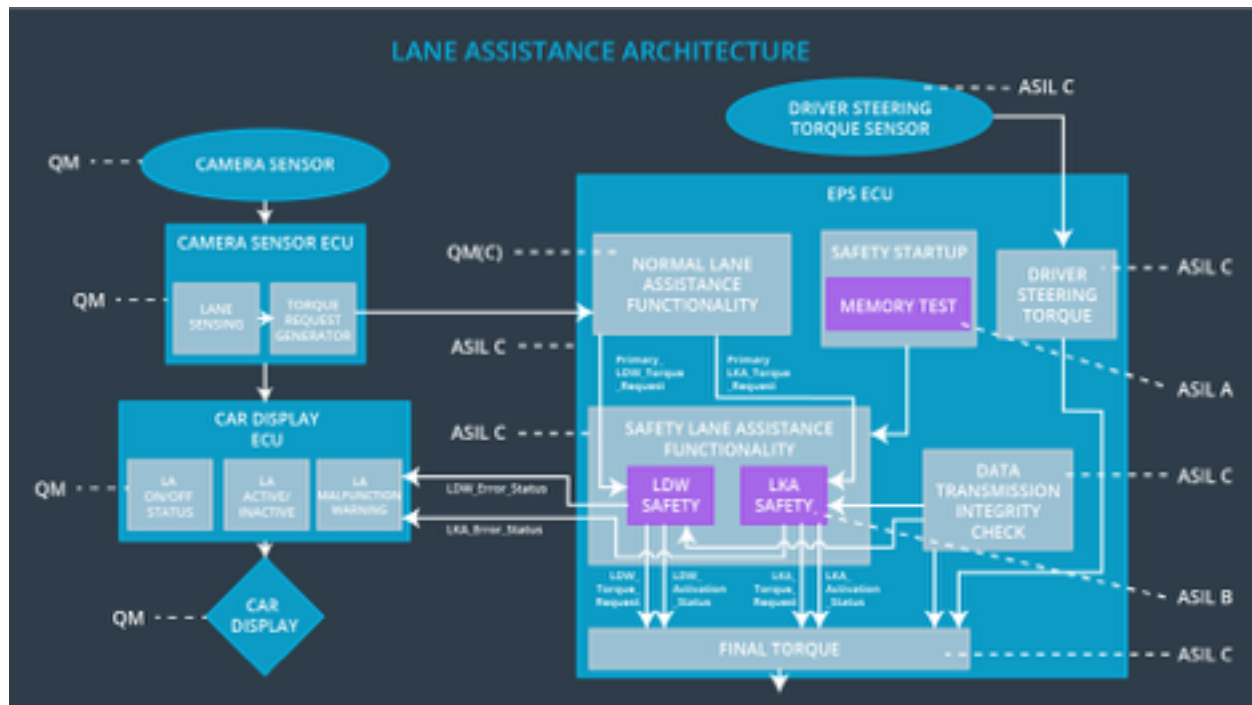 LANE ASSISTANCE ARCHITECTURE
ASIL C
DRIVER STEERING
TORQUE SENSOR
QM
CAMERA SENSOR
EPS ECU
CAMERA SENSOR ECU
QM(C)
NORMAL LANE
ASSISTANCE
FUNCTIONALITY
SAFETY STARTUP
MEMORY TEST
DRIVER
STEERING
TORQUE
ASIL C
QM
LANE
SENSING
TORQUE
REQUEST
GENERATOR
ASIL C
Primary_
LDW_Torque
_Request
Primary
LKA_Torque
_Request
ASIL A
CAR DISPLAY
ECU
ASIL C
SAFETY LANE ASSISTANCE
FUNCTIONALITY
QM
LA
ON/OFF
STATUS
LA
ACTIVE/
INACTIVE
LA
MALFUNCTION
WARNING
LDW_Error_Status
LKA_Error_Status
LDW
SAFETY
LKA
SAFETY
DATA
TRANSMISSION
INTEGRITY
CHECK
ASIL C
LDW_
Torque_
Request
LDW_
Activation
_Status
LKA_
Torque_
Request
LKA_
Activation
_Status
ASIL B
QM
CAR
DISPLAY
FINAL TORQUE
ASIL C